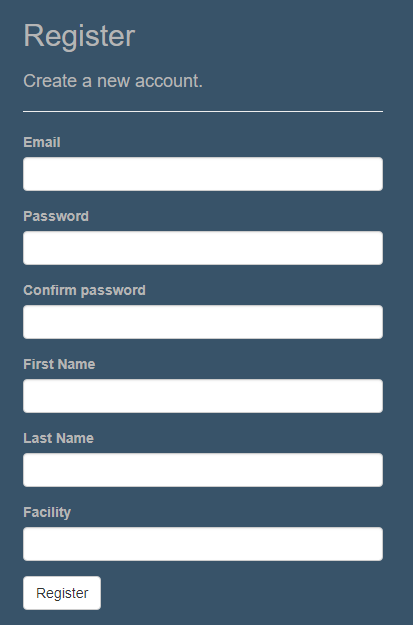 Register
Create a new account.
Email
Password
Confirm password
First Name
Last Name
Facility
Register